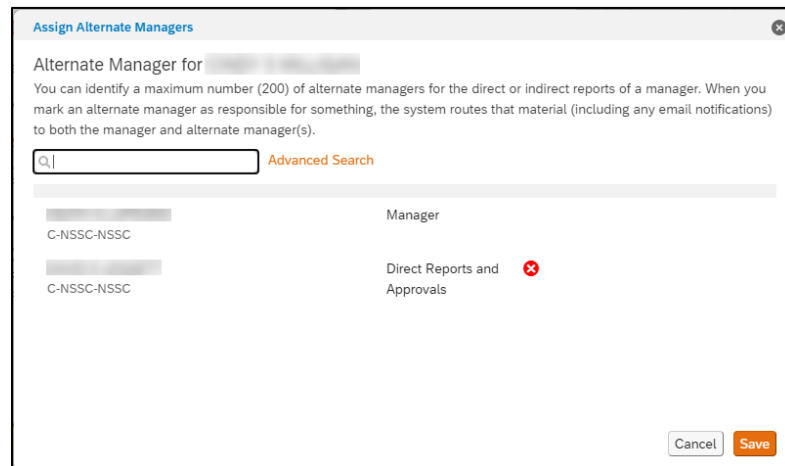 Assign Alternate Managers
Alternate Manager for
You can identify a maximum number (200) of alternate managers for the direct or indirect reports of a manager. When you
mark an alternate manager as responsible for something, the system routes that material (including any email notifications)
to both the manager and alternate manager(s).
Advanced Search
Manager
C-NSSC-NSSC
Direct Reports and
C-NSSC-NSSC
Approvals
Cancel
Save